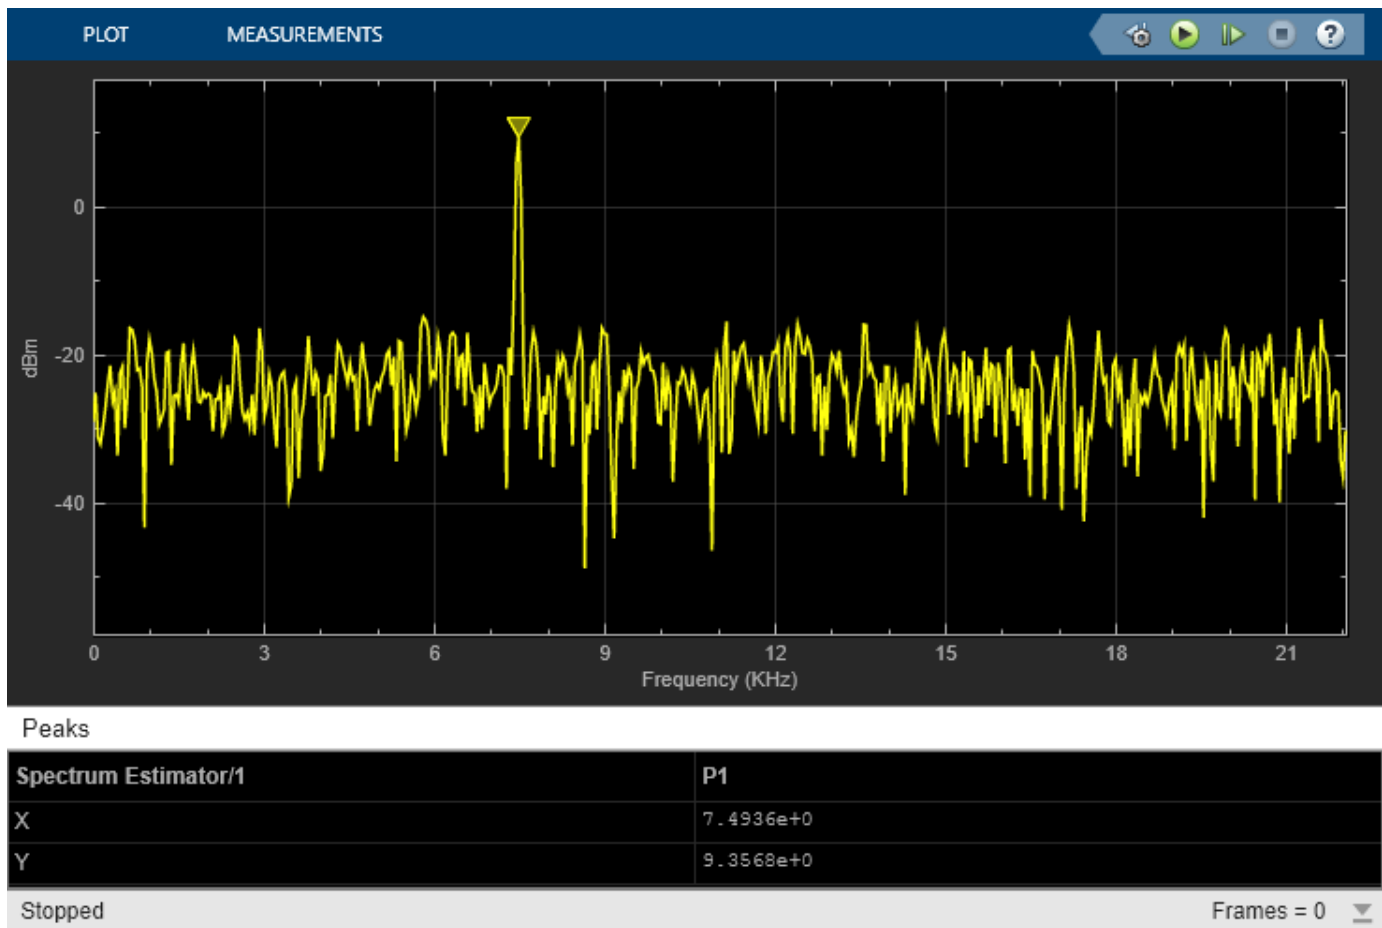 PLOT MEASUREMENTS ?
0
-20
-40
dBm
0 3 6 9 12 15 18 21
Frequency (KHz)
Peaks
Spectrum Estimator/1 P1
X 7.4936e+0
Y 9.3568e+0
Stopped Frames = 0